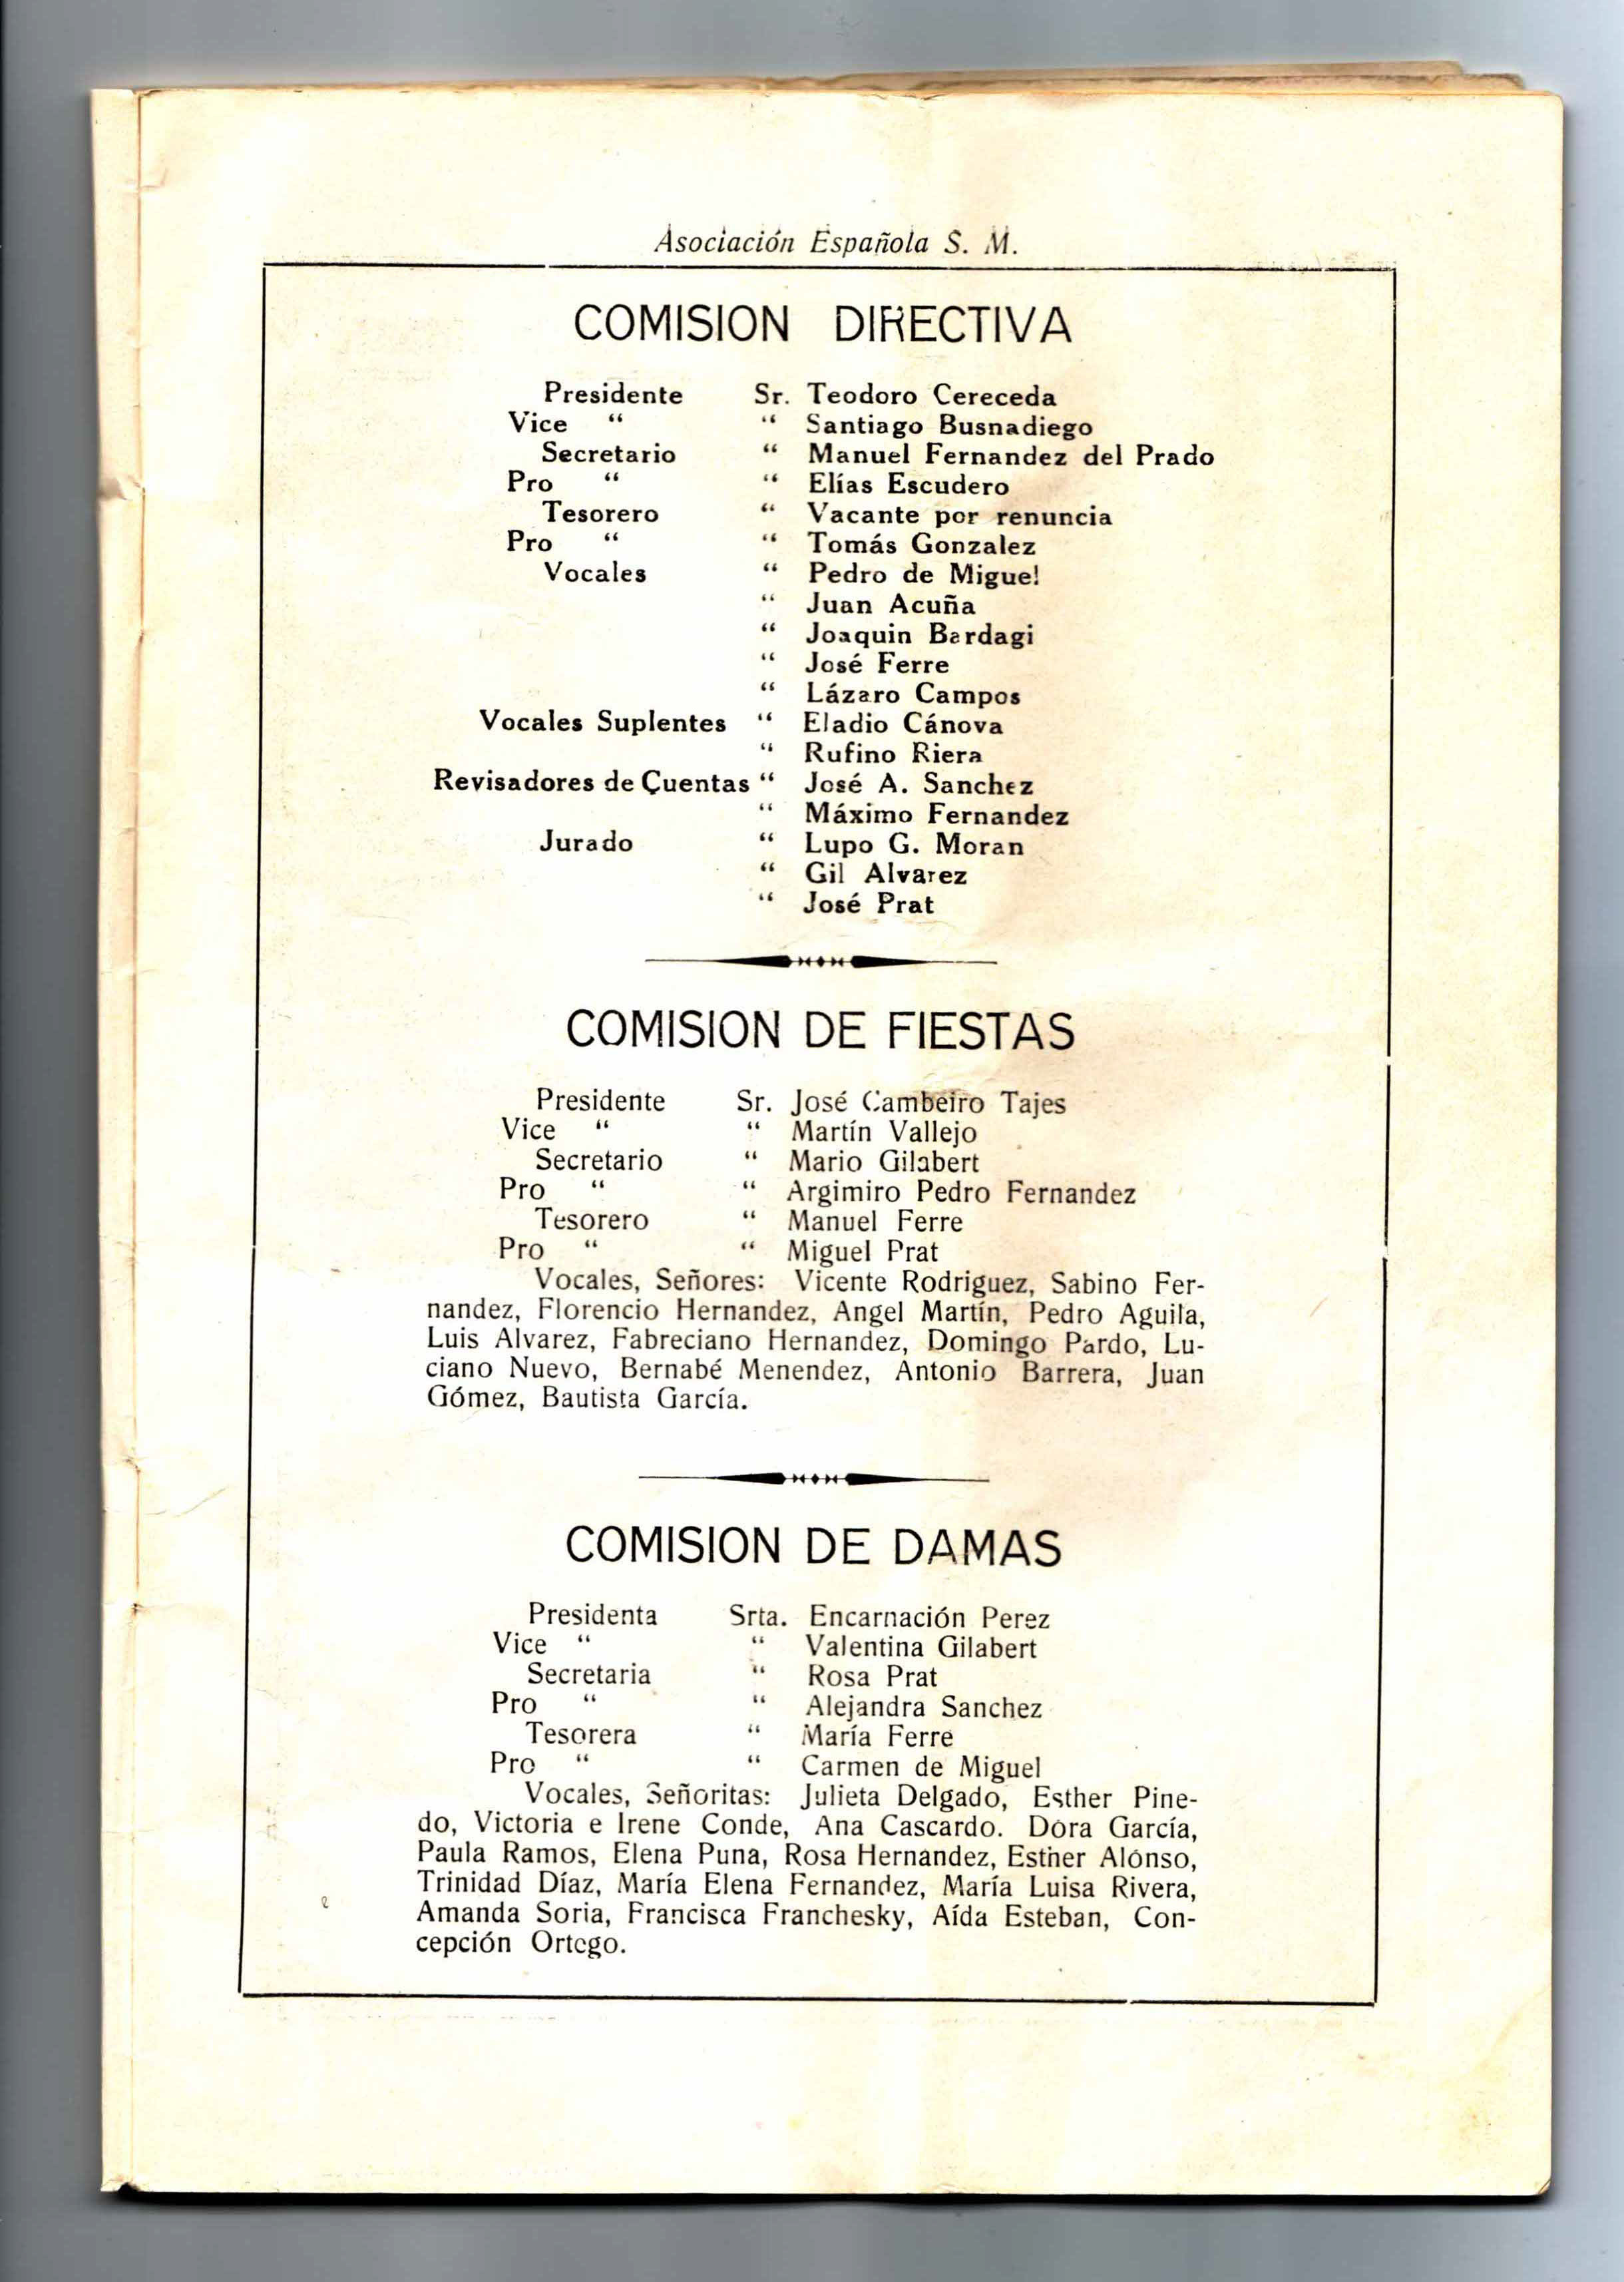 Asociación Española S. M.
COMISION DIRECTIVA
Presidente Sr. Teodoro Cereceda
Vice “ “ Santiago Busnadiego
Secretario “ Manuel Fernandez del Prado
Pro “ “ Elías Escudero
Tesorero “ Vacante por renuncia
Pro “ “ Tomás Gonzalez
Vocales “ Pedro de Miguel
“ Juan Acuña
“ Joaquin Bardagi
“ José Ferre
“ Lázaro Campos
Vocales Suplentes “ Eladio Cánova
“ Rufino Riera
Revisadores de Cuentas “ José A. Sanchez
“ Máximo Fernandez
Jurado “ Lupo G. Moran
“ Gil Alvarez
“ José Prat
COMISION DE FIESTAS
Presidente Sr. José Cambeiro Tajes
Vice “ “ Martín Vallejo
Secretario “ Mario Gilabert
Pro “ “ Argimiro Pedro Fernandez
Tesorero “ Manuel Ferre
Pro “ “ Miguel Prat
Vocales, Señores: Vicente Rodriguez, Sabino Fer-
nandez, Florencio Hernandez, Angel Martín, Pedro Aguila,
Luis Alvarez, Fabreciano Hernandez, Domingo Pardo, Lu-
ciano Nuevo, Bernabé Menendez, Antonio Barrera, Juan
Gómez, Bautista García.
COMISION DE DAMAS
Presidenta Srta. Encarnación Perez
Vice “ “ Valentina Gilabert
Secretaria “ Rosa Prat
Pro “ “ Alejandra Sanchez
Tesorera “ María Ferre
Pro “ “ Carmen de Miguel
Vocales, Señoritas: Julieta Delgado, Esther Pine-
do, Victoria e Irene Conde, Ana Cascardo. Dora García,
Paula Ramos, Elena Puna, Rosa Hernandez, Esther Alónso,
Trinidad Díaz, María Elena Fernandez, María Luisa Rivera,
Amanda Soria, Francisca Franchesky, Aída Esteban, Con-
cepción Ortego.